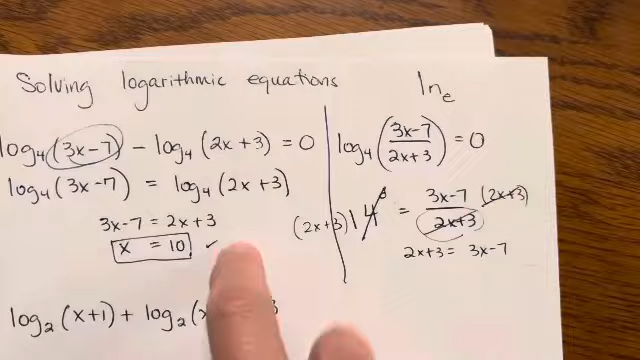 Solving logarithmic equations
ln_e
log₄(3x-7) - log₄(2x+3) = 0
log₄(3x-7) = log₄(2x+3)
3x-7 = 2x+3
x = 10 ✓
log₄(3x-7/2x+3) = 0
(2x+3) 1 4⁰ = 3x-7/2x+3 (2x+3)
2x+3 = 3x-7
log₂(x+1) + log₂(